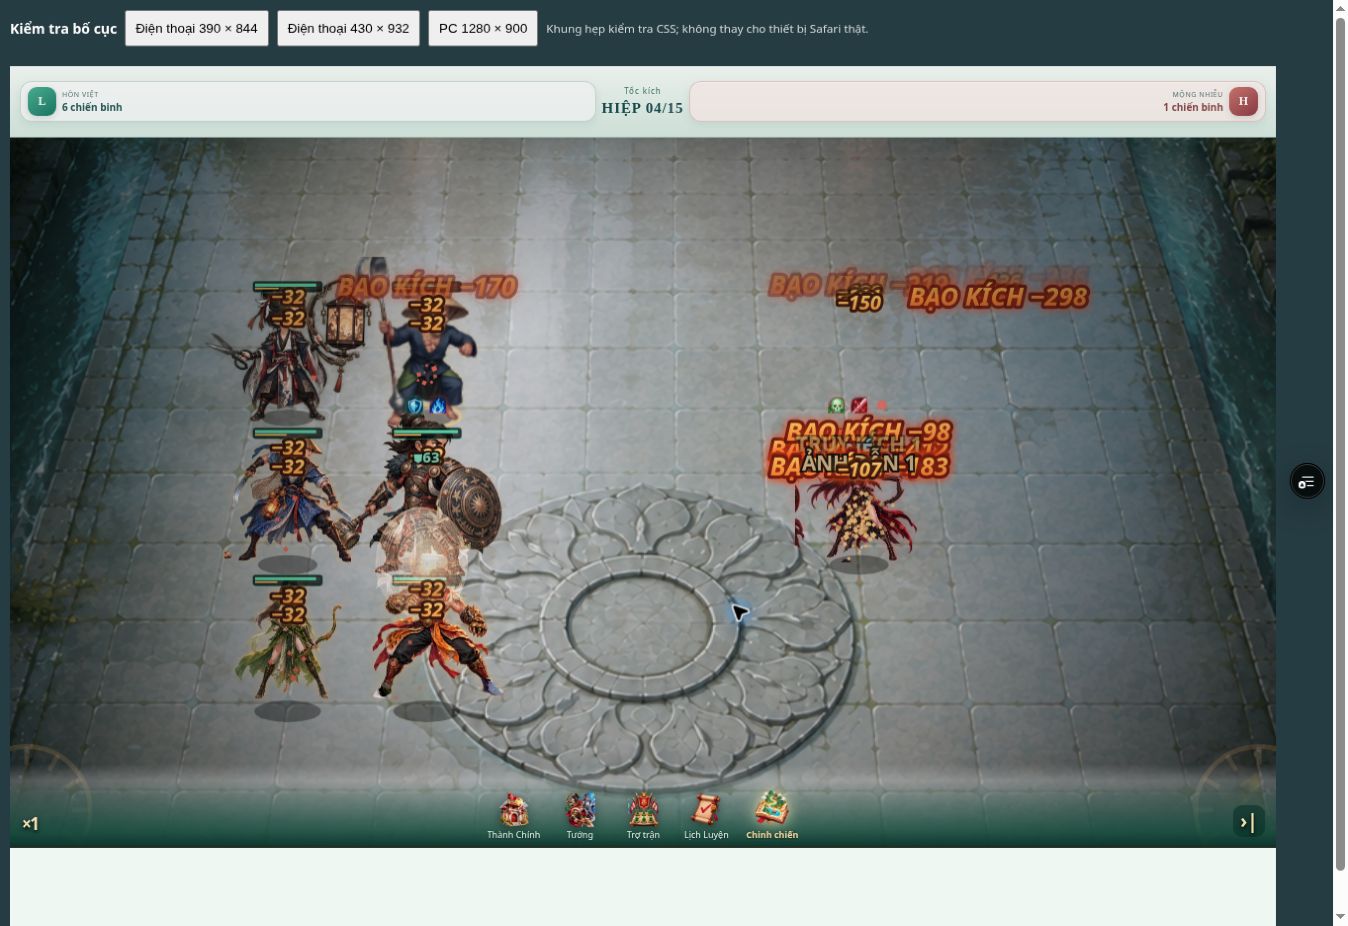 Kiểm tra bố cục
Điện thoại 390 × 844
Điện thoại 430 × 932
PC 1280 × 900
Khung hẹp kiểm tra CSS; không thay cho thiết bị Safari thật.
L
HỒN VIỆT
6 chiến binh
Tốc kích
HIỆP 04/15
MỘNG NHIỄU
1 chiến binh
H
BẠO KÍCH −170
−32
−32
−32
−32
BẠO KÍCH
−150
BẠO KÍCH −298
BẠO KÍCH −98
−107
−32
−32
63
−32
−32
−32
−32
×1
Thành Chính
Tướng
Trợ trận
Lịch Luyện
Chinh chiến